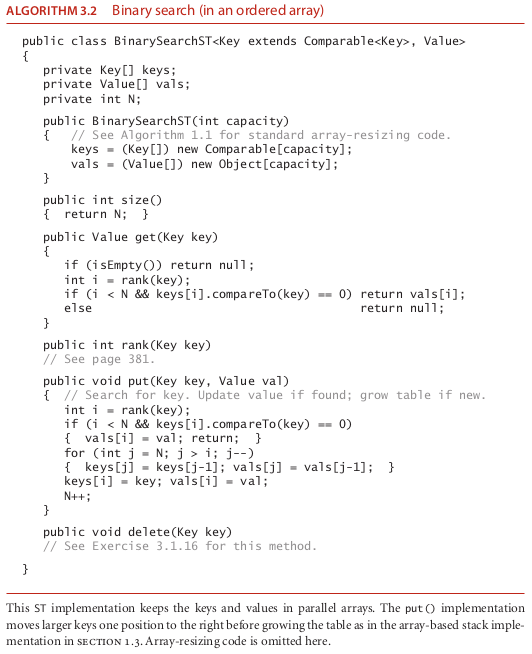 ALGORITHM 3.2 Binary search (in an ordered array)
public class BinarySearchST<Key extends Comparable<Key>, Value>
{
private Key[] keys;
private Value[] vals;
private int N;
public BinarySearchST(int capacity)
{ // See Algorithm 1.1 for standard array-resizing code.
keys = (Key[]) new Comparable[capacity];
vals = (Value[]) new Object[capacity];
}
public int size()
{ return N; }
public Value get(Key key)
{
if (isEmpty()) return null;
int i = rank(key);
if (i < N && keys[i].compareTo(key) == 0) return vals[i];
else return null;
}
public int rank(Key key)
// See page 381.
public void put(Key key, Value val)
{ // Search for key. Update value if found; grow table if new.
int i = rank(key);
if (i < N && keys[i].compareTo(key) == 0)
{ vals[i] = val; return; }
for (int j = N; j > i; j--)
{ keys[j] = keys[j-1]; vals[j] = vals[j-1]; }
keys[i] = key; vals[i] = val;
N++;
}
public void delete(Key key)
// See Exercise 3.1.16 for this method.
}
This ST implementation keeps the keys and values in parallel arrays. The put() implementation
moves larger keys one position to the right before growing the table as in the array-based stack imple-
mentation in SECTION 1.3. Array-resizing code is omitted here.